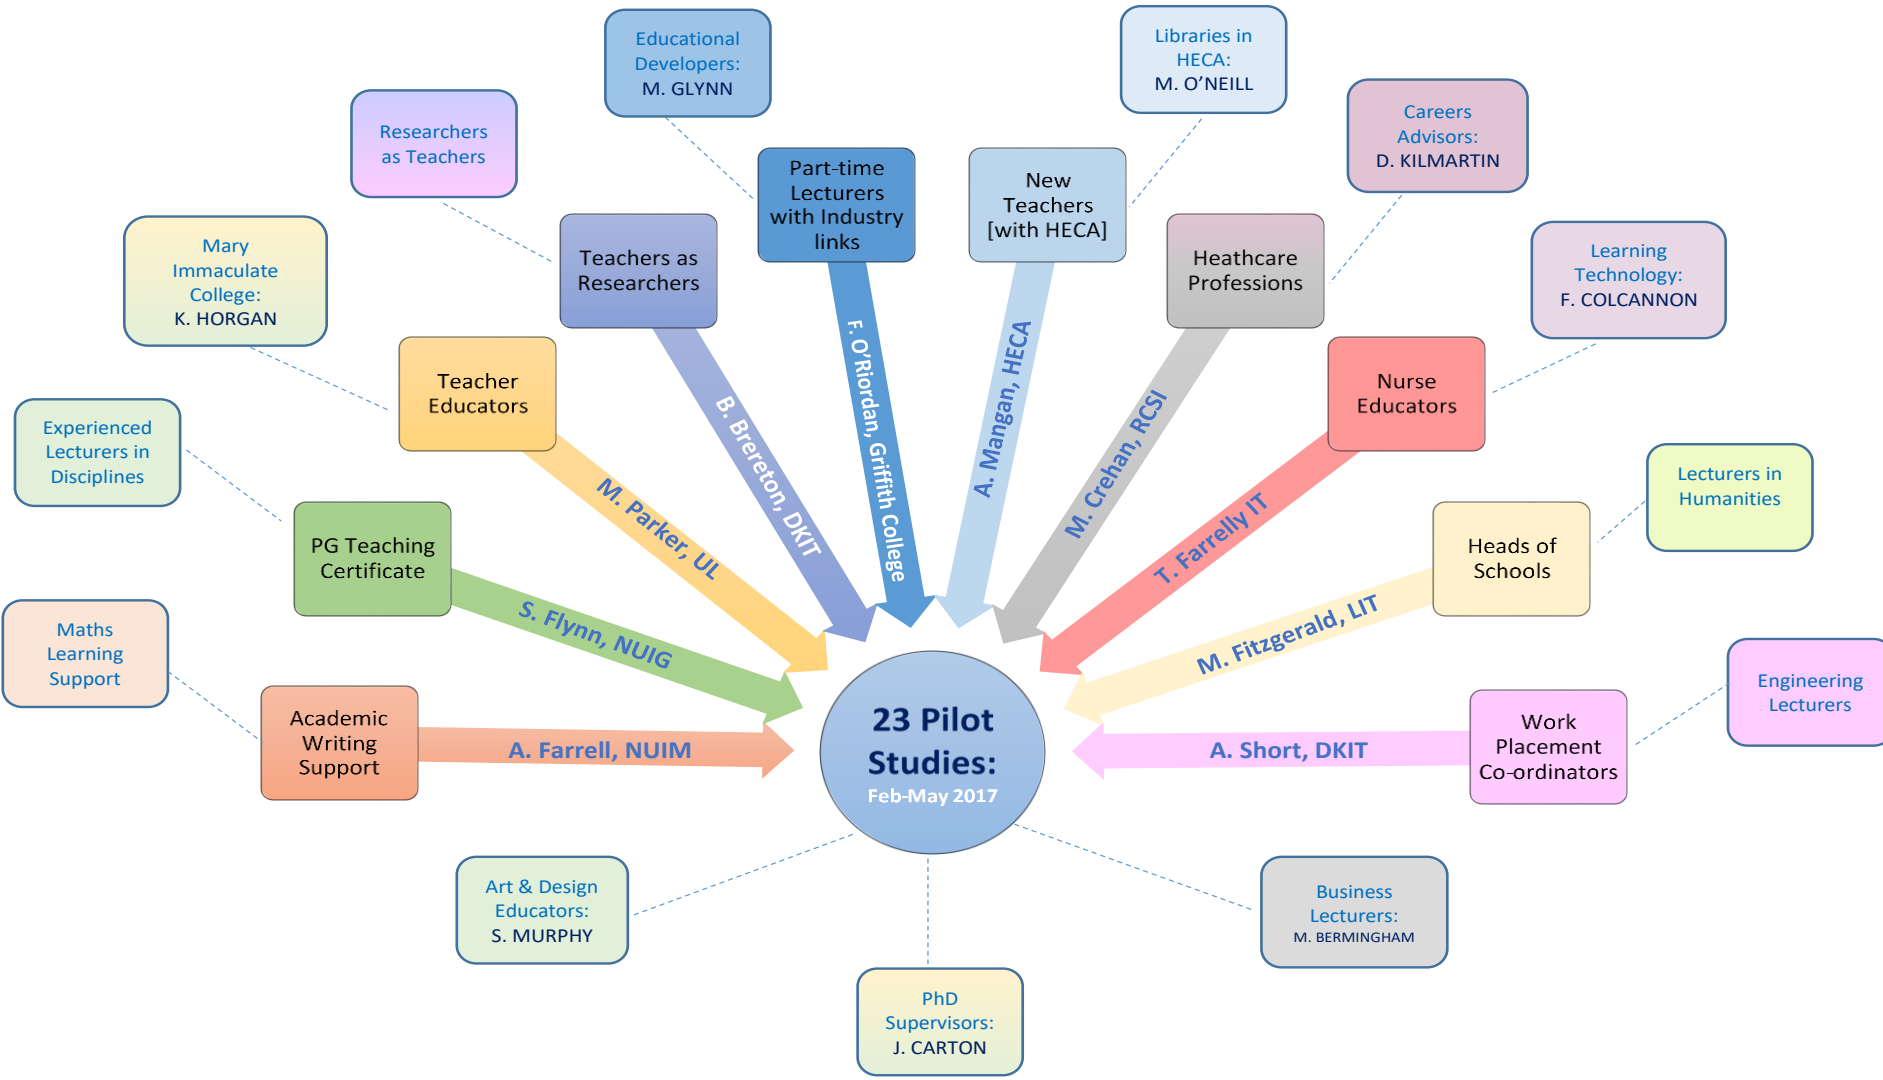 Educational
Developers:
M. GLYNN
Libraries in
HECA:
M. O'NEILL
Researchers
as Teachers
Careers
Advisors:
D. KILMARTIN
Part-time
Lecturers
with Industry
links
New
Teachers
[with HECA]
Mary
Immaculate
College:
K. HORGAN
Teachers as
Researchers
Heathcare
Professions
Learning
Technology:
F. COLCANNON
Teacher
Educators
Nurse
Educators
Experienced
Lecturers in
Disciplines
Lecturers in
Humanities
PG Teaching
Certificate
Heads of
Schools
Maths
Learning
Support
Engineering
Lecturers
Academic
Writing
Support
Work
Placement
Co-ordinators
A. Farrell, NUIM
S. Flynn, NUIG
M. Parker, UL
B. Brereton, DKIT
F. O'Riordan, Griffith College
A. Mangan, HECA
M. Crehan, RCSI
T. Farrelly IT
M. Fitzgerald, LIT
A. Short, DKIT
23 Pilot
Studies:
Feb-May 2017
Art & Design
Educators:
S. MURPHY
PhD
Supervisors:
J. CARTON
Business
Lecturers:
M. BERMINGHAM